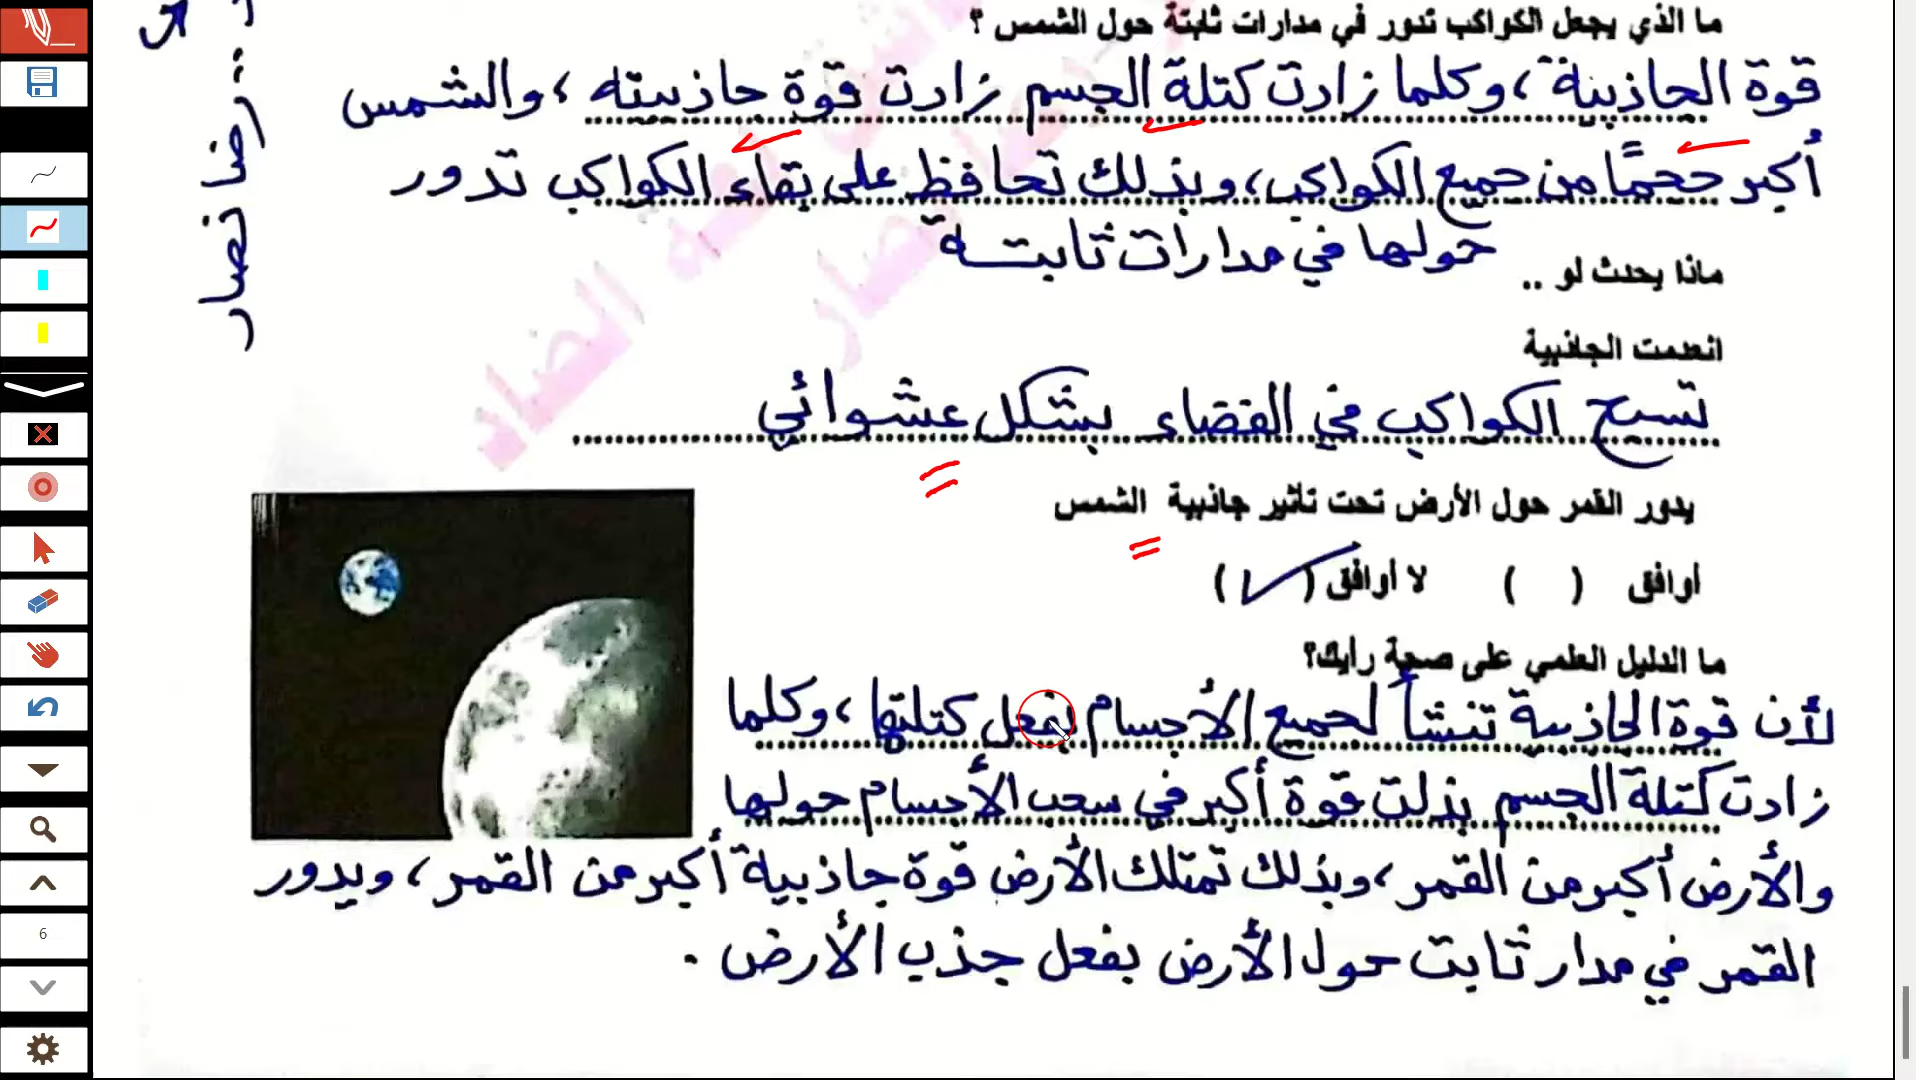 ما الذي يجعل الكواكب تدور في مدارات ثابتة حول الشمس ؟
قوة الجاذبية ، وكلما زادت كتلة الجسم زادت قوة جاذبيته ، والشمس
أكبر حجمًا من جميع الكواكب، وبذلك تحافظ على بقاء الكواكب تدور
حولها في مدارات ثابتة
ماذا يحدث لو ..
انعدمت الجاذبية
تسبح الكواكب في الفضاء بشكل عشوائي
يدور القمر حول الأرض تحت تأثير جاذبية الشمس
أوافق ( ) لا أوافق (✓)
ما الدليل العلمي على صحة رأيك؟
لأن قوة الجاذبية تنشأ لجميع الأجسام بفعل كتلتها ، وكلما
زادت كتلة الجسم بذلت قوة أكبر في سحب الأجسام حولها
والأرض أكبر من القمر ، وبذلك تمتلك الأرض قوة جاذبية أكبر من القمر ، ويدور
القمر في مدار ثابت حول الأرض بفعل جذب الأرض .
6